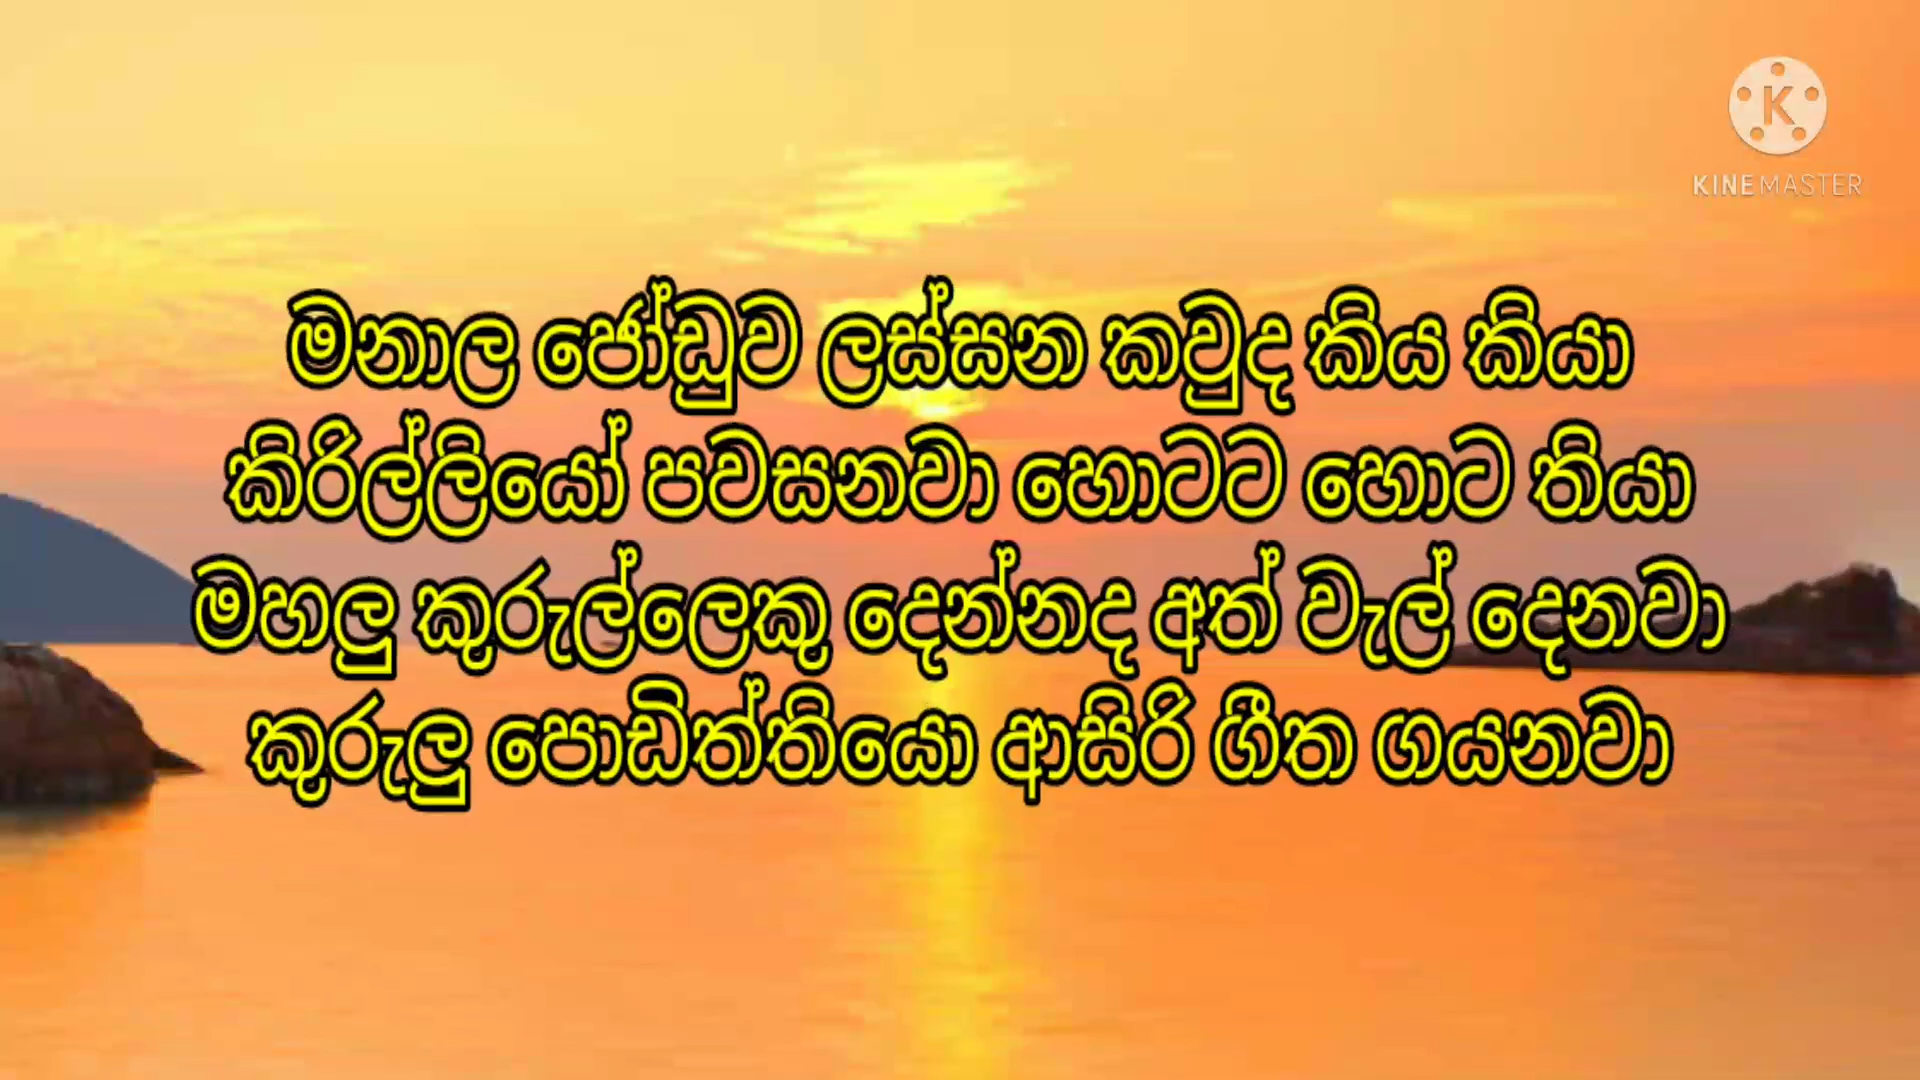 KINEMASTER
මනාල ජෝඩුව ලස්සන කවුද කිය කියා
කිරිල්ලියෝ පවසනවා හොටට හොට තියා
මහලු කුරුල්ලෙකු දෙන්නද අත් වැල් දෙනවා
කුරුලු පොඩිත්තියො ආසිරි ගීත ගයනවා